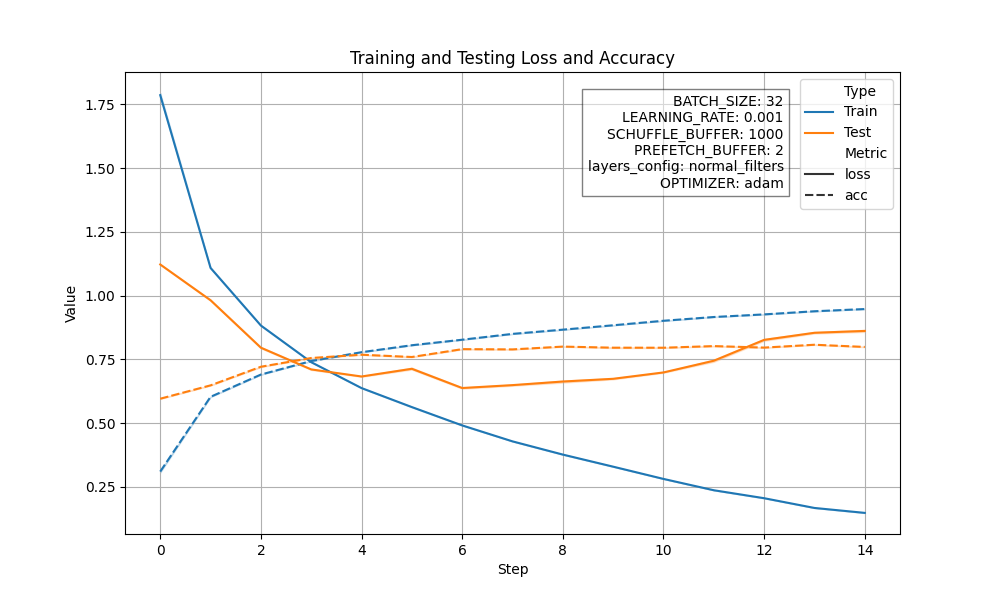 Training and Testing Loss and Accuracy
BATCH_SIZE: 32
LEARNING_RATE: 0.001
SCHUFFLE_BUFFER: 1000
PREFETCH_BUFFER: 2
layers_config: normal_filters
OPTIMIZER: adam
Type
Train
Test
Metric
loss
acc
Value
1.75
1.50
1.25
1.00
0.75
0.50
0.25
0 2 4 6 8 10 12 14
Step